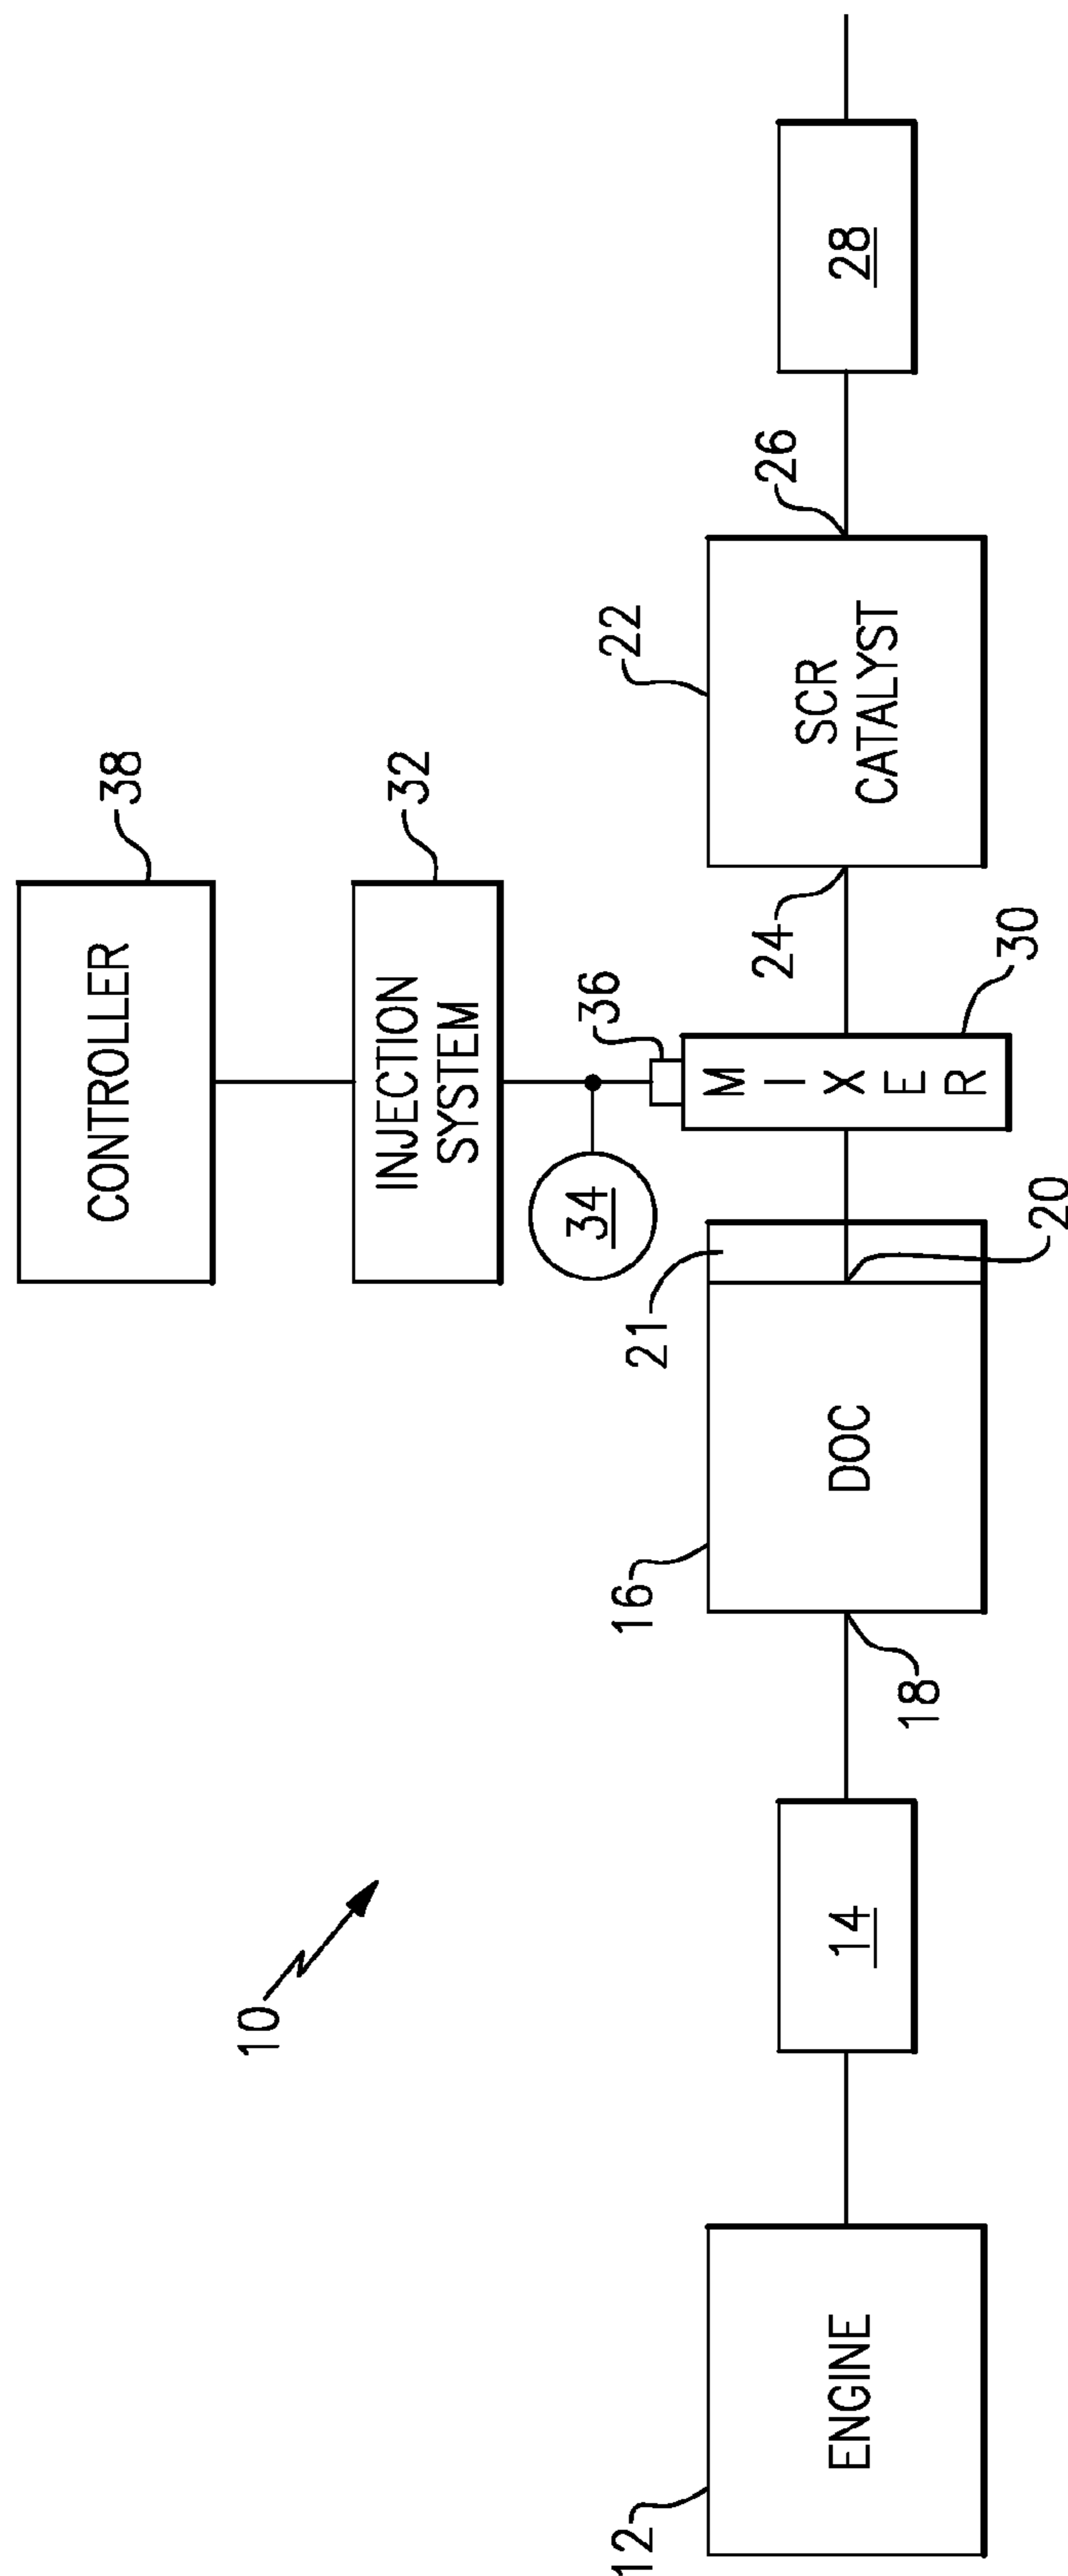 CONTROLLER
38
INJECTION
SYSTEM
32
10
34
36
12
ENGINE
14
16
DOC
18
21
20
MIXER
30
24
22
SCR
CATALYST
26
28